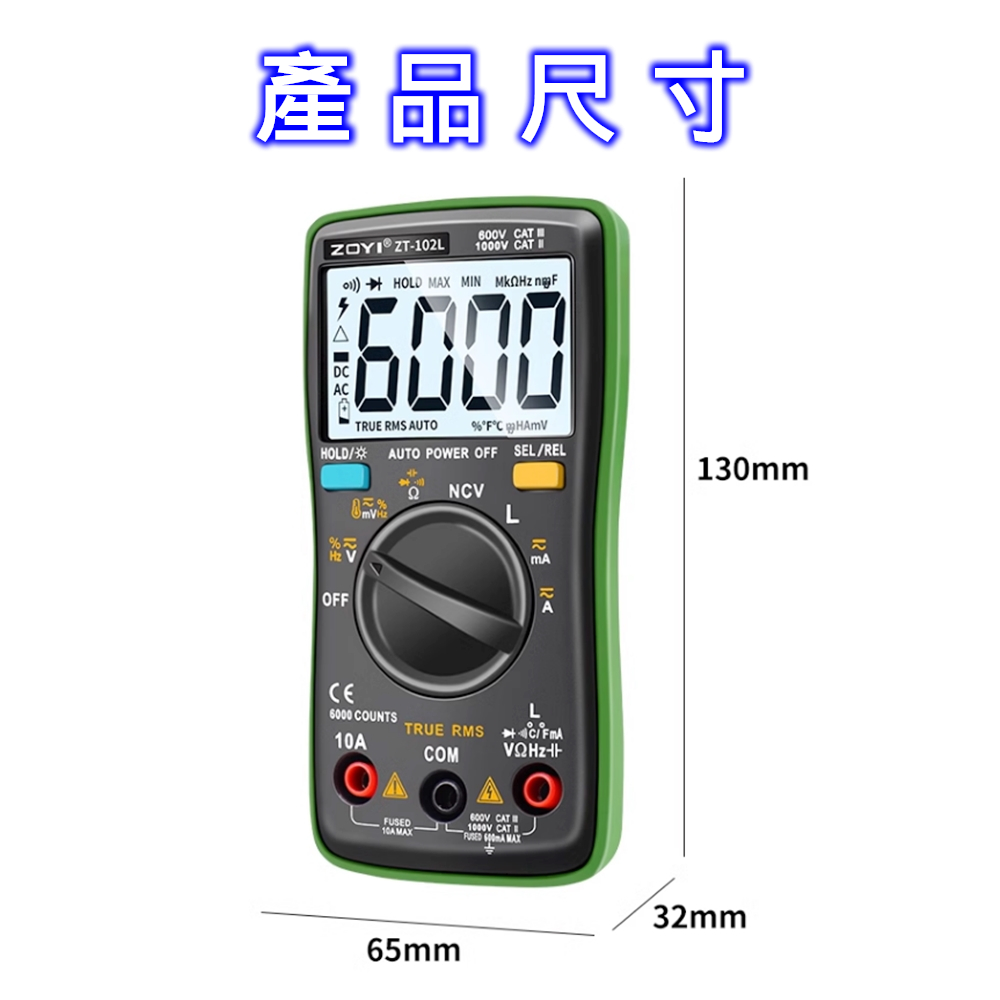 產品尺寸
ZOYI® ZT-102L
600V CAT III
1000V CAT II
HOLD MAX MIN MkΩHz
6000
DC
AC
TRUE RMS AUTO %°F℃ HAmV
HOLD/☼ AUTO POWER OFF SEL/REL
Ω
NCV
mV Hz %
L
% Hz V
mA
OFF
A
CE
6000 COUNTS
TRUE RMS
L
10A
COM
℃/℉ mA
VΩHz
FUSED
10A MAX
600V CAT III
1000V CAT II
FUSED 600mA MAX
130mm
32mm
65mm